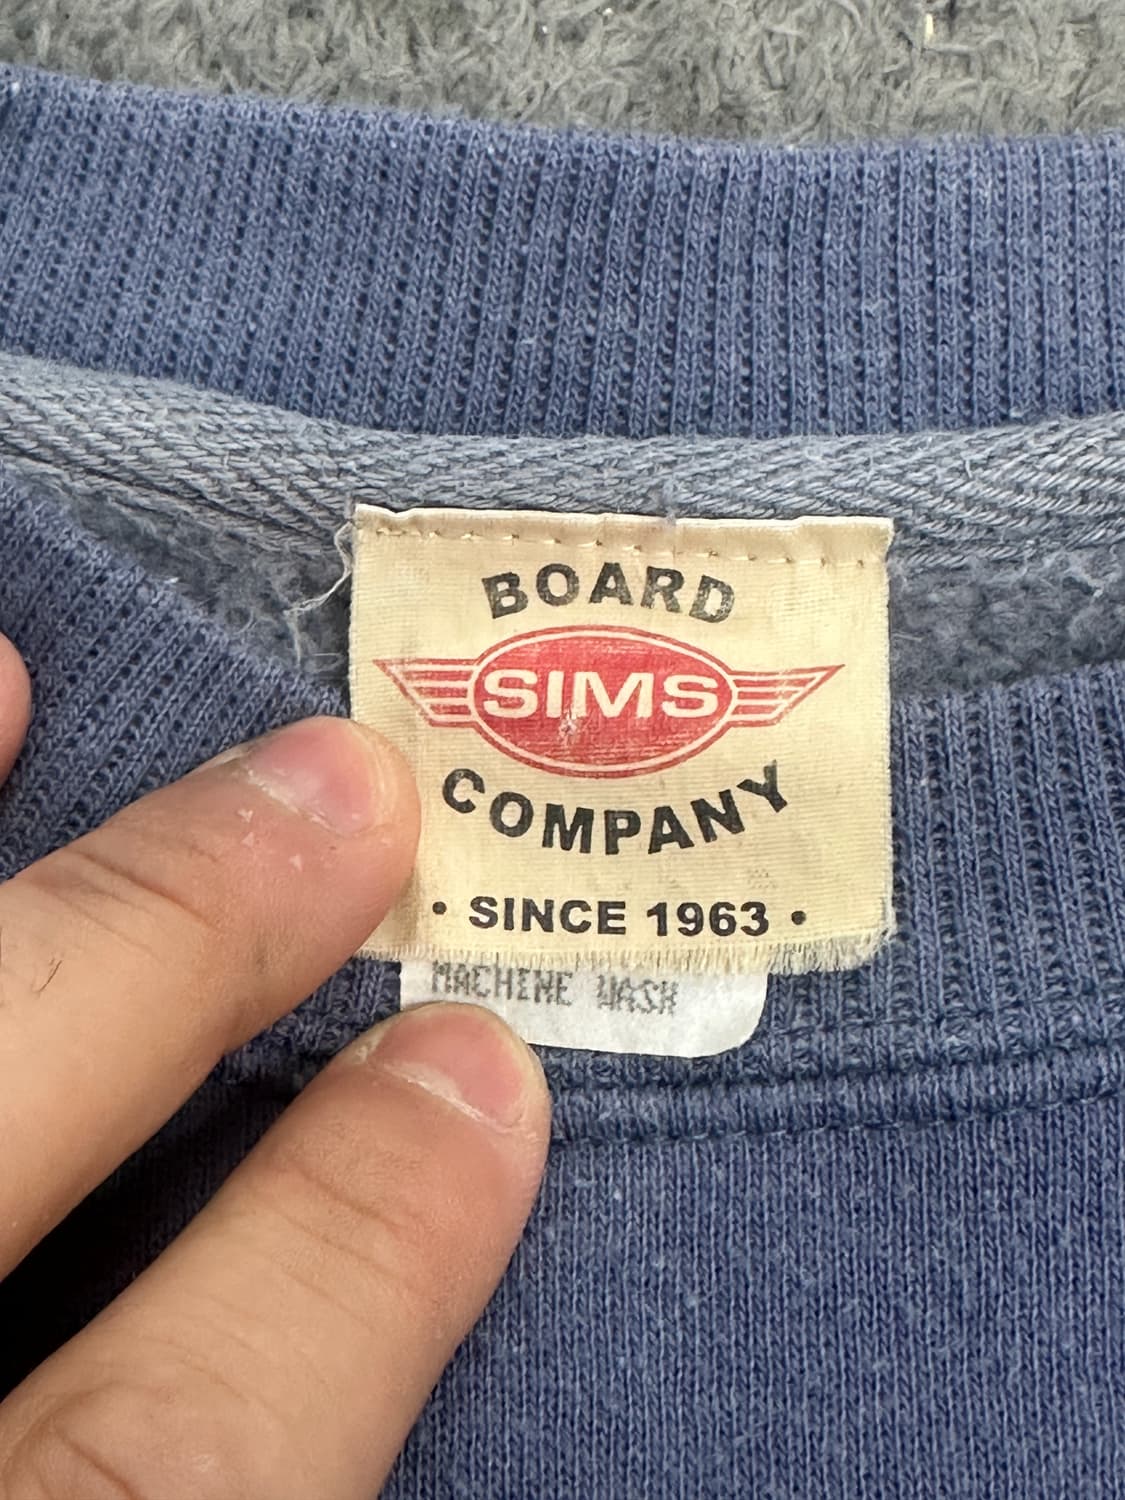 BOARD
SIMS
COMPANY
• SINCE 1963 •
MACHINE WASH